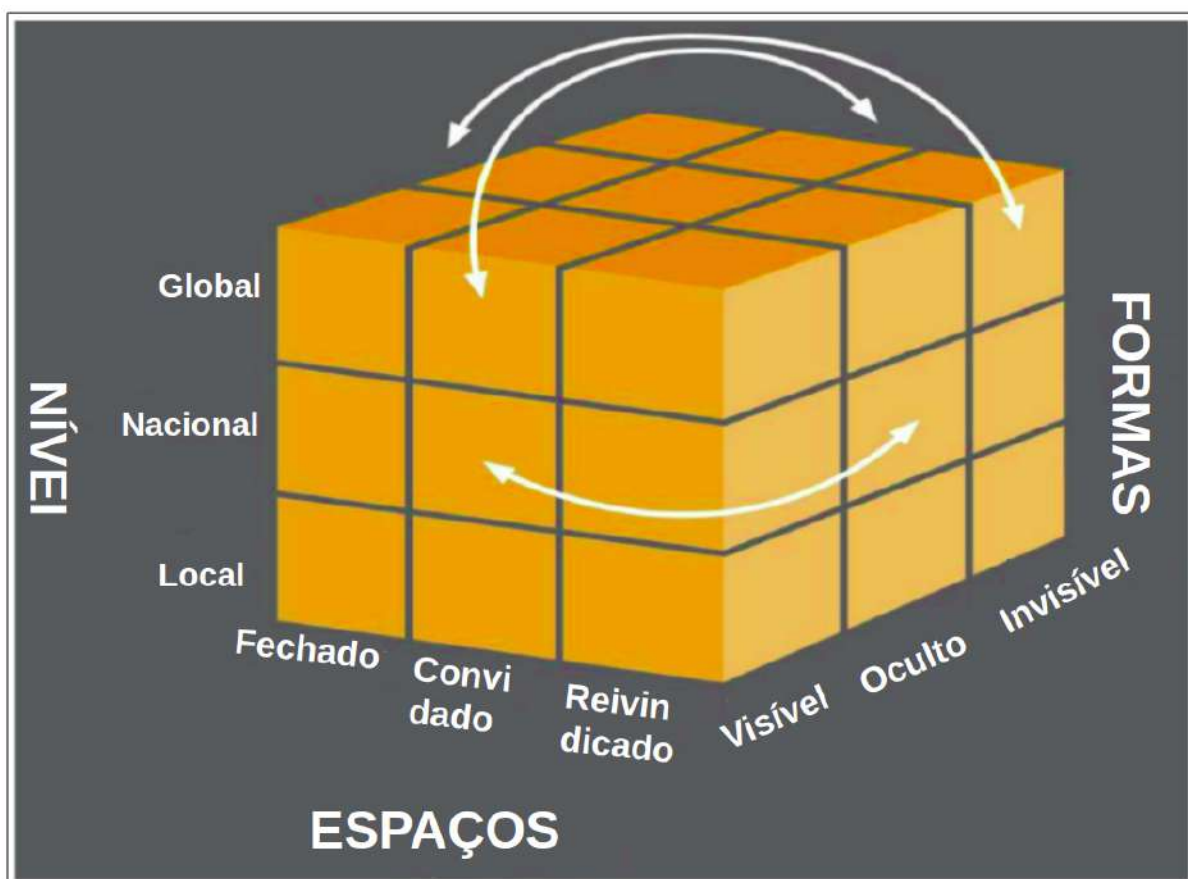 Global
Nacional
Local
NÍVEI
FORMAS
Fechado
Convi
dado
Reivin
dicado
Visível
Oculto
Invisível
ESPAÇOS